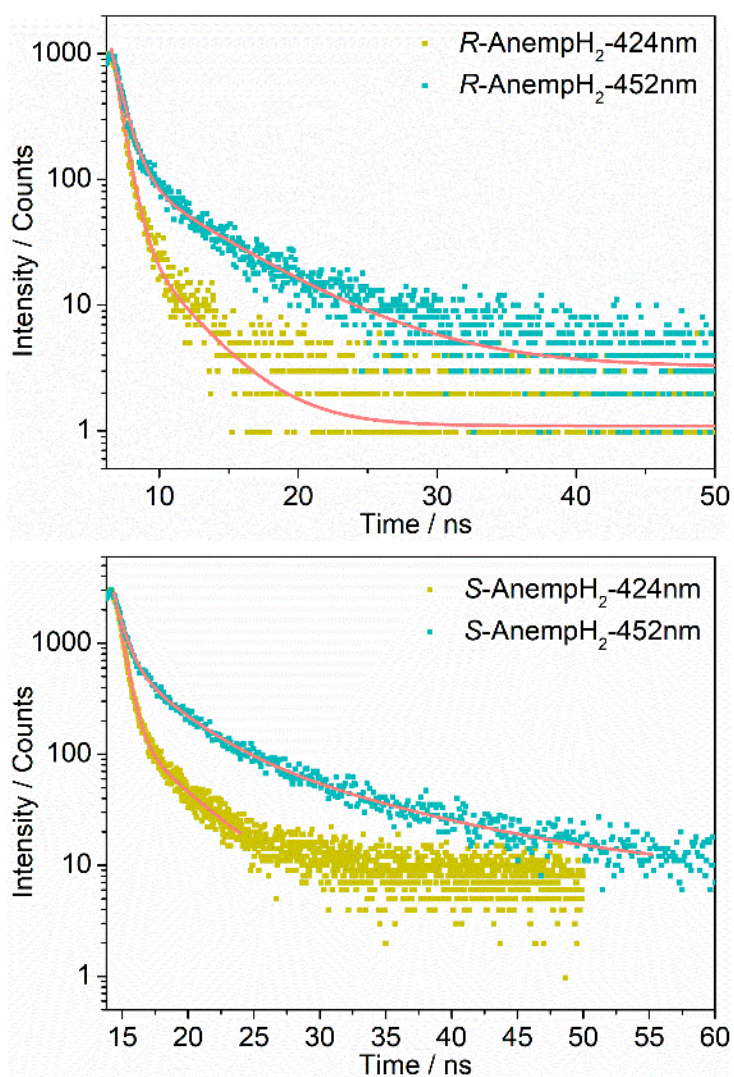 R-AnempH2-424nm
R-AnempH2-452nm
1000
100
10
1
Intensity / Counts
10 20 30 40 50
Time / ns
S-AnempH2-424nm
S-AnempH2-452nm
1000
100
10
1
Intensity / Counts
15 20 25 30 35 40 45 50 55 60
Time / ns